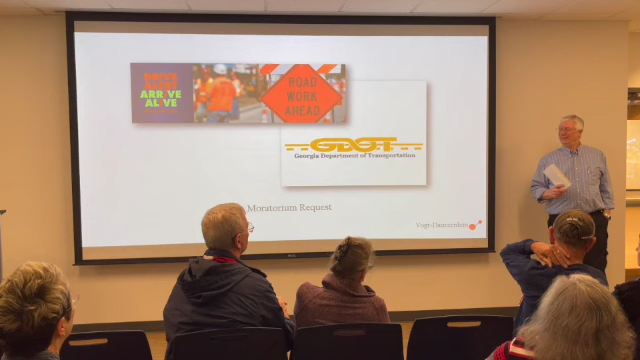 DRIVE
ALERT
ARRIVE
ALIVE
ROAD
WORK
AHEAD
GDOT
Georgia Department of Transportation
Moratorium Request